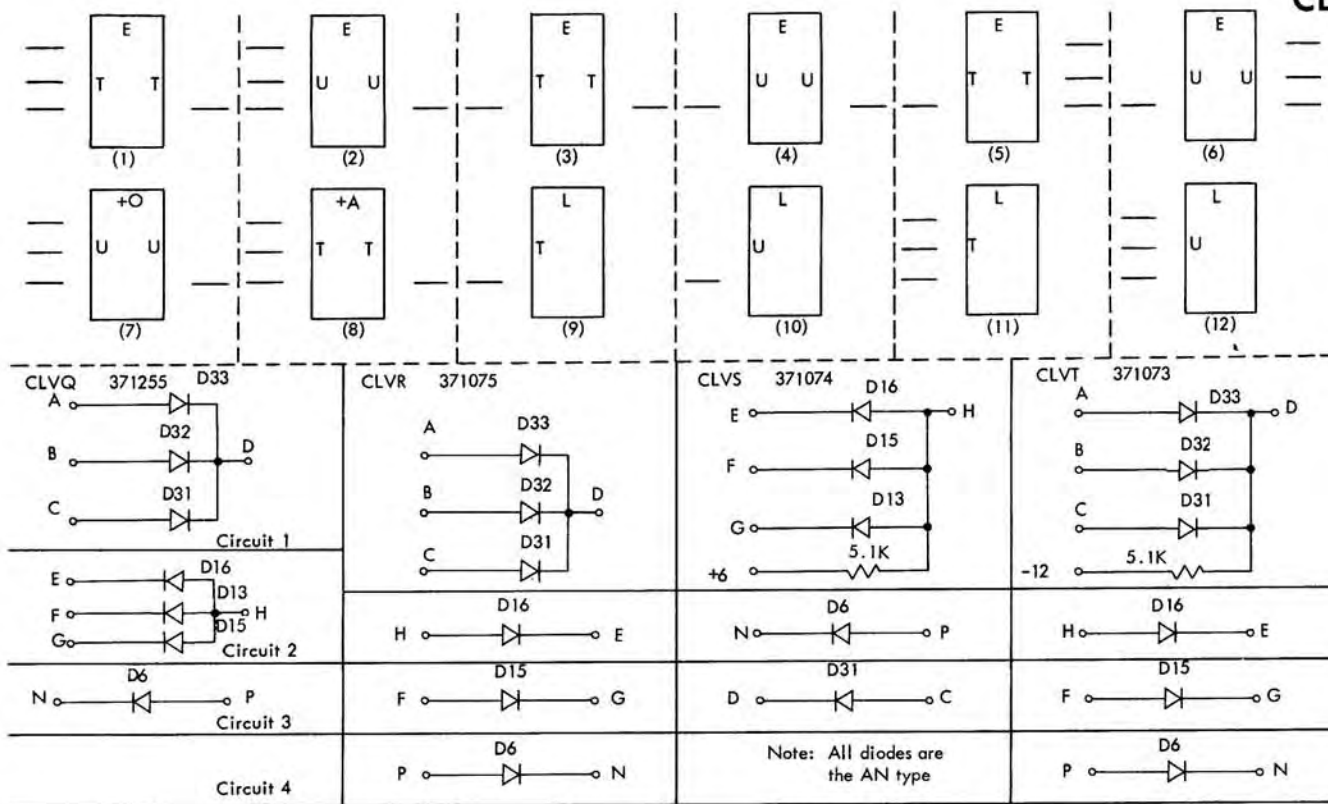 CL
E E E E E E
T T U U T T U U T T U U
(1) (2) (3) (4) (5) (6)
+O +A L L L L
U U T T T U T U
(7) (8) (9) (10) (11) (12)
CLVQ 371255 D33
A
D32
B D
D31
C
Circuit 1
D16
E
D13
F H
D15
G
Circuit 2
D6
N P
Circuit 3
Circuit 4
CLVR 371075
A D33
B D32 D
C D31
D16
H E
D15
F G
D6
P N
CLVS 371074
D16
E H
D15
F
D13
G
5.1K
+6
D6
N P
D31
D C
Note: All diodes are
the AN type
CLVT 371073
A D33 D
D32
B
D31
C
5.1K
-12
D16
H E
D15
F G
D6
P N